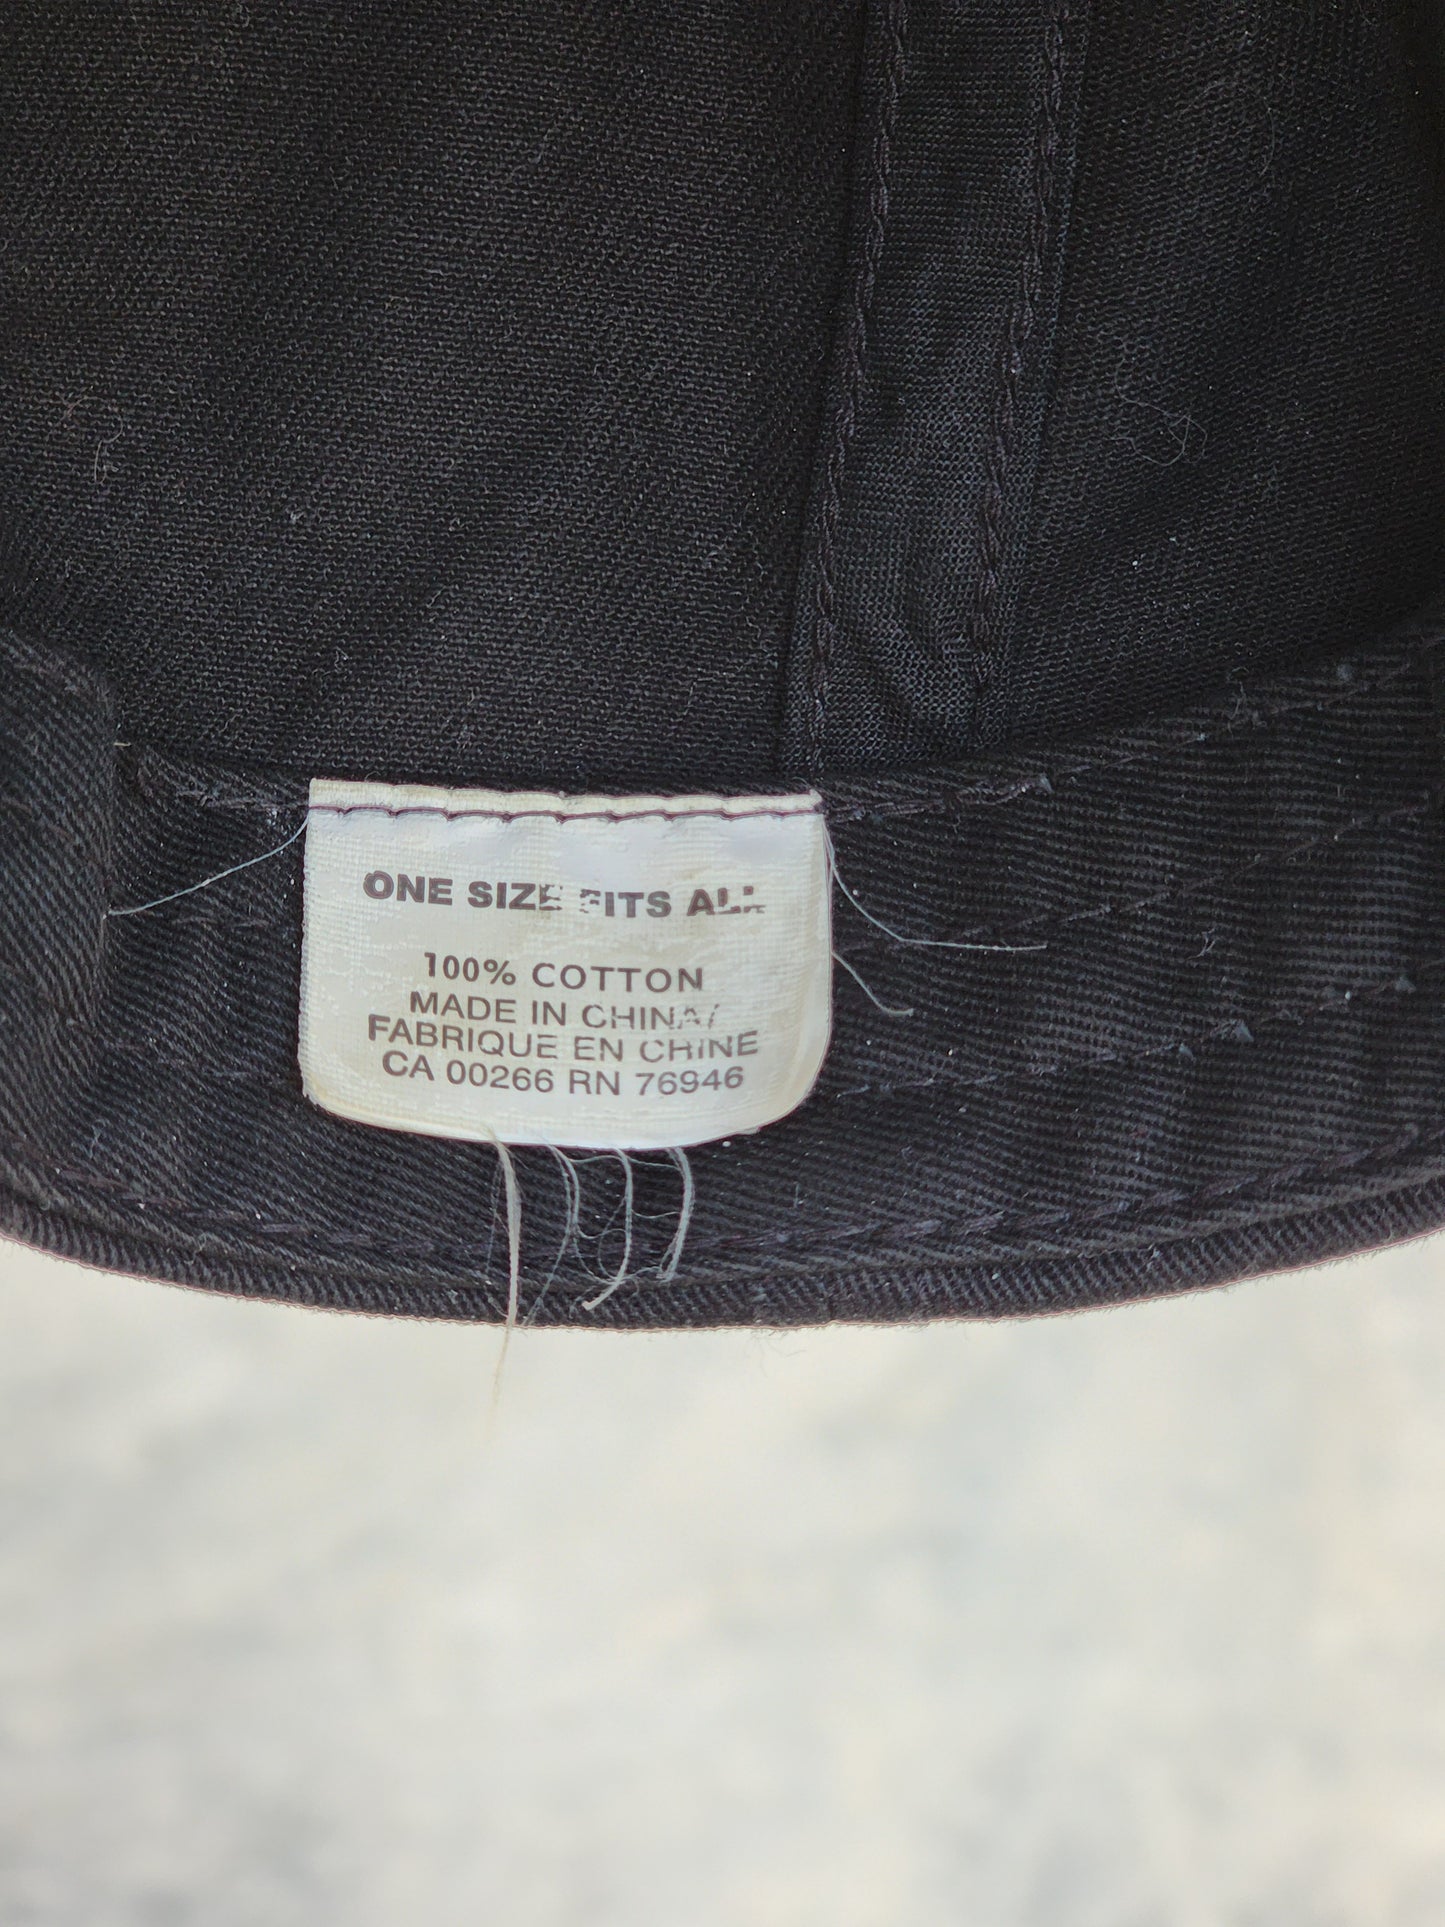 ONE SIZE FITS ALL
100% COTTON
MADE IN CHINA/
FABRIQUE EN CHINE
CA 00266 RN 76946